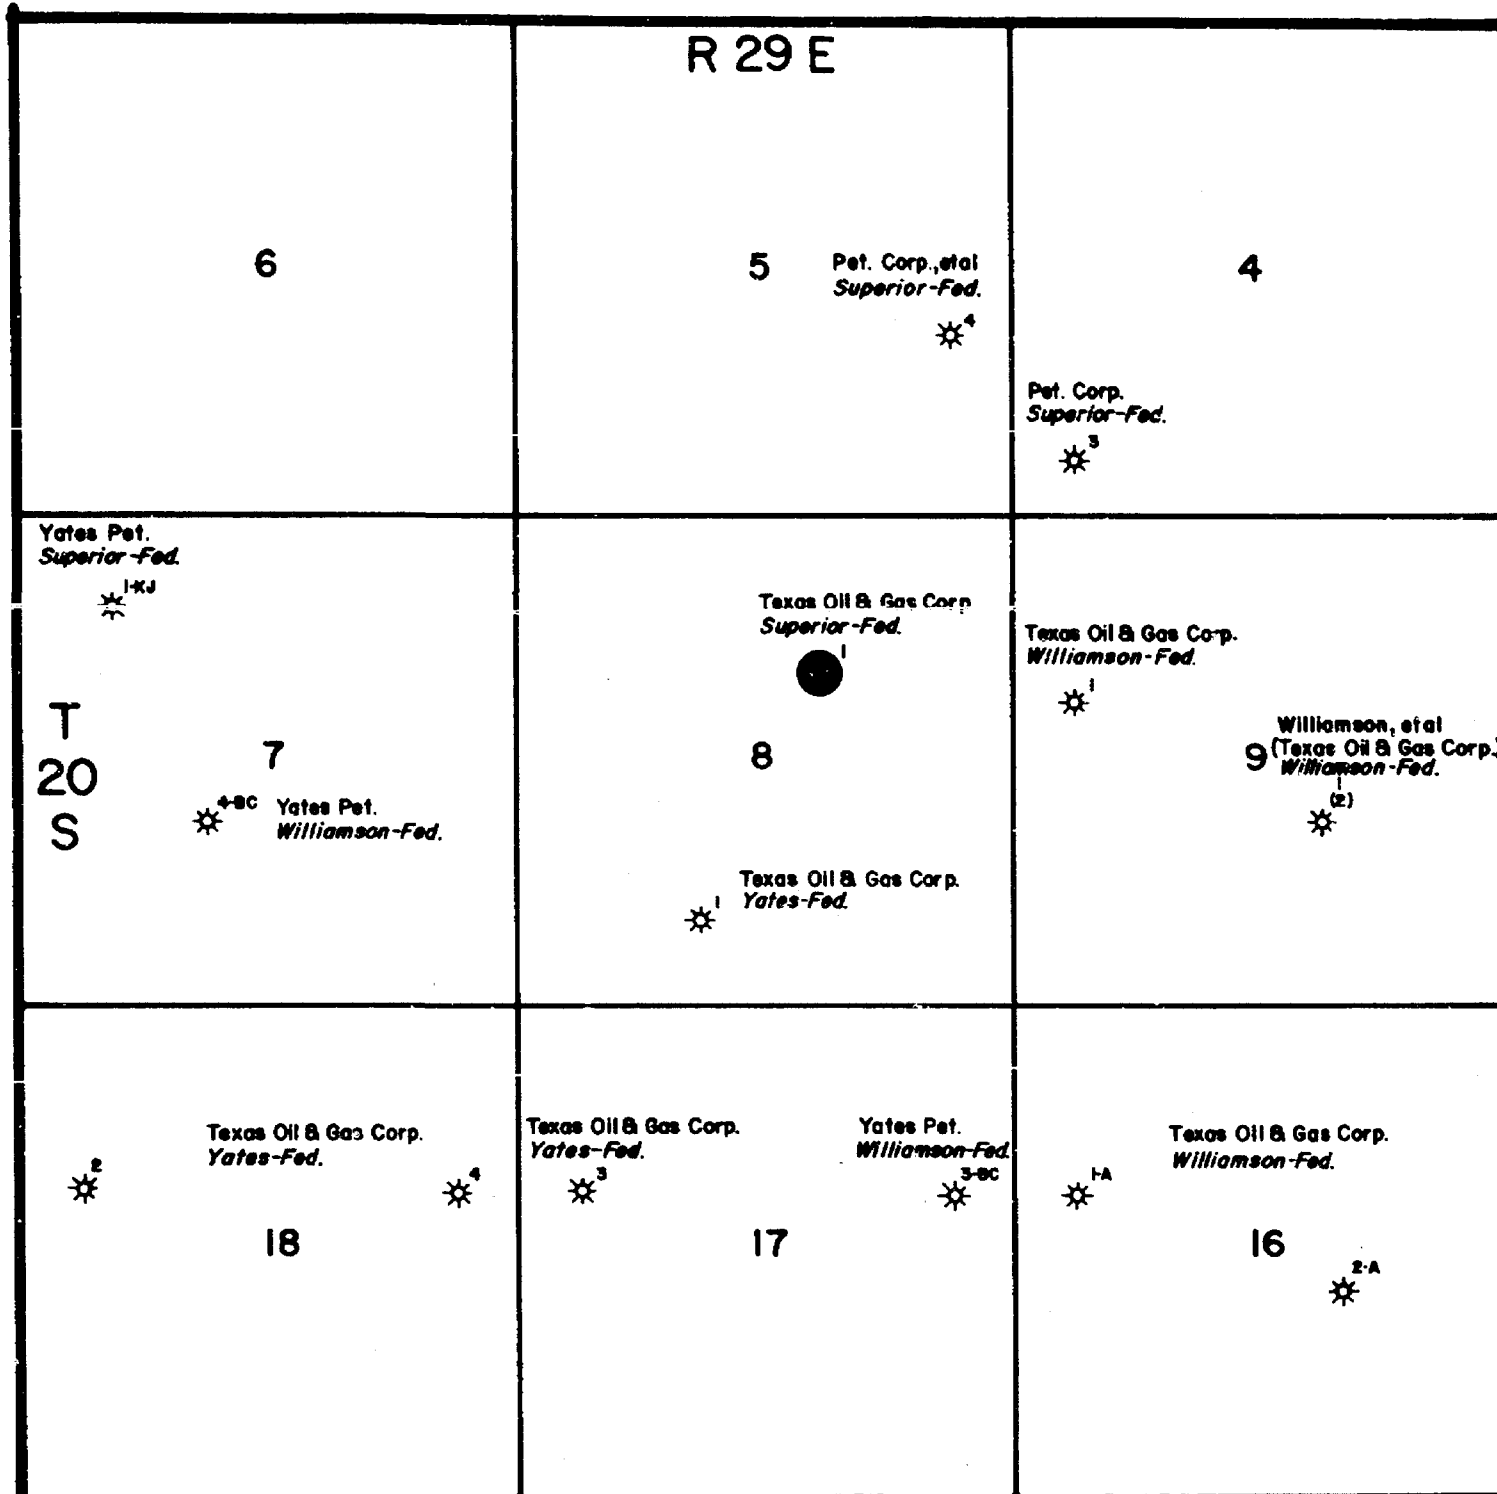 R 29 E
6
5
Pet. Corp., etal
Superior-Fed.
4
4
Pet. Corp.
Superior-Fed.
3
Yates Pet.
Superior-Fed.
1-KJ
Texas Oil & Gas Corp
Superior-Fed.
1
Texas Oil & Gas Corp.
Williamson-Fed.
1
T
20
S
7
8
9
Williamson, etal
(Texas Oil & Gas Corp.)
Williamson-Fed.
1
(2)
4-BC
Yates Pet.
Williamson-Fed.
Texas Oil & Gas Corp.
Yates-Fed.
1
Texas Oil & Gas Corp.
Yates-Fed.
2
4
18
Texas Oil & Gas Corp.
Yates-Fed.
3
Yates Pet.
Williamson-Fed.
3-BC
17
Texas Oil & Gas Corp.
Williamson-Fed.
1-A
16
2-A